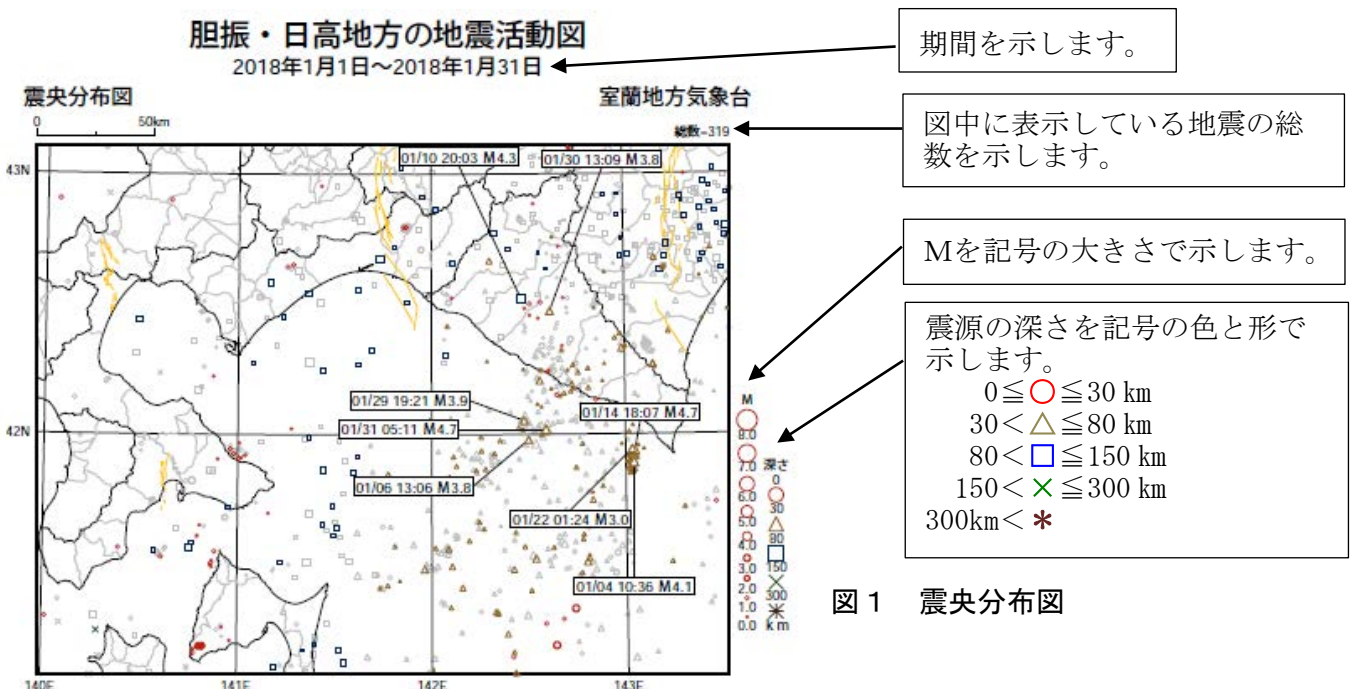 胆振・日高地方の地震活動図
2018年1月1日～2018年1月31日
期間を示します。
震央分布図
室蘭地方気象台
0 50km
総数=319
図中に表示している地震の総
数を示します。
43N
01/10 20:03 M4.3
01/30 13:09 M3.8
Mを記号の大きさで示します。
震源の深さを記号の色と形で
示します。
0≦○≦30 km
30<△≦80 km
80<□≦150 km
150<×≦300 km
300km<*
01/29 19:21 M3.9
01/14 18:07 M4.7
42N
01/31 05:11 M4.7
01/06 13:06 M3.8
01/22 01:24 M3.0
01/04 10:36 M4.1
M
8.0
7.0
6.0
5.0
4.0
3.0
2.0
1.0
0.0
深さ
0
30
80
150
300
km
140E
141E
142E
143E
図1 震央分布図